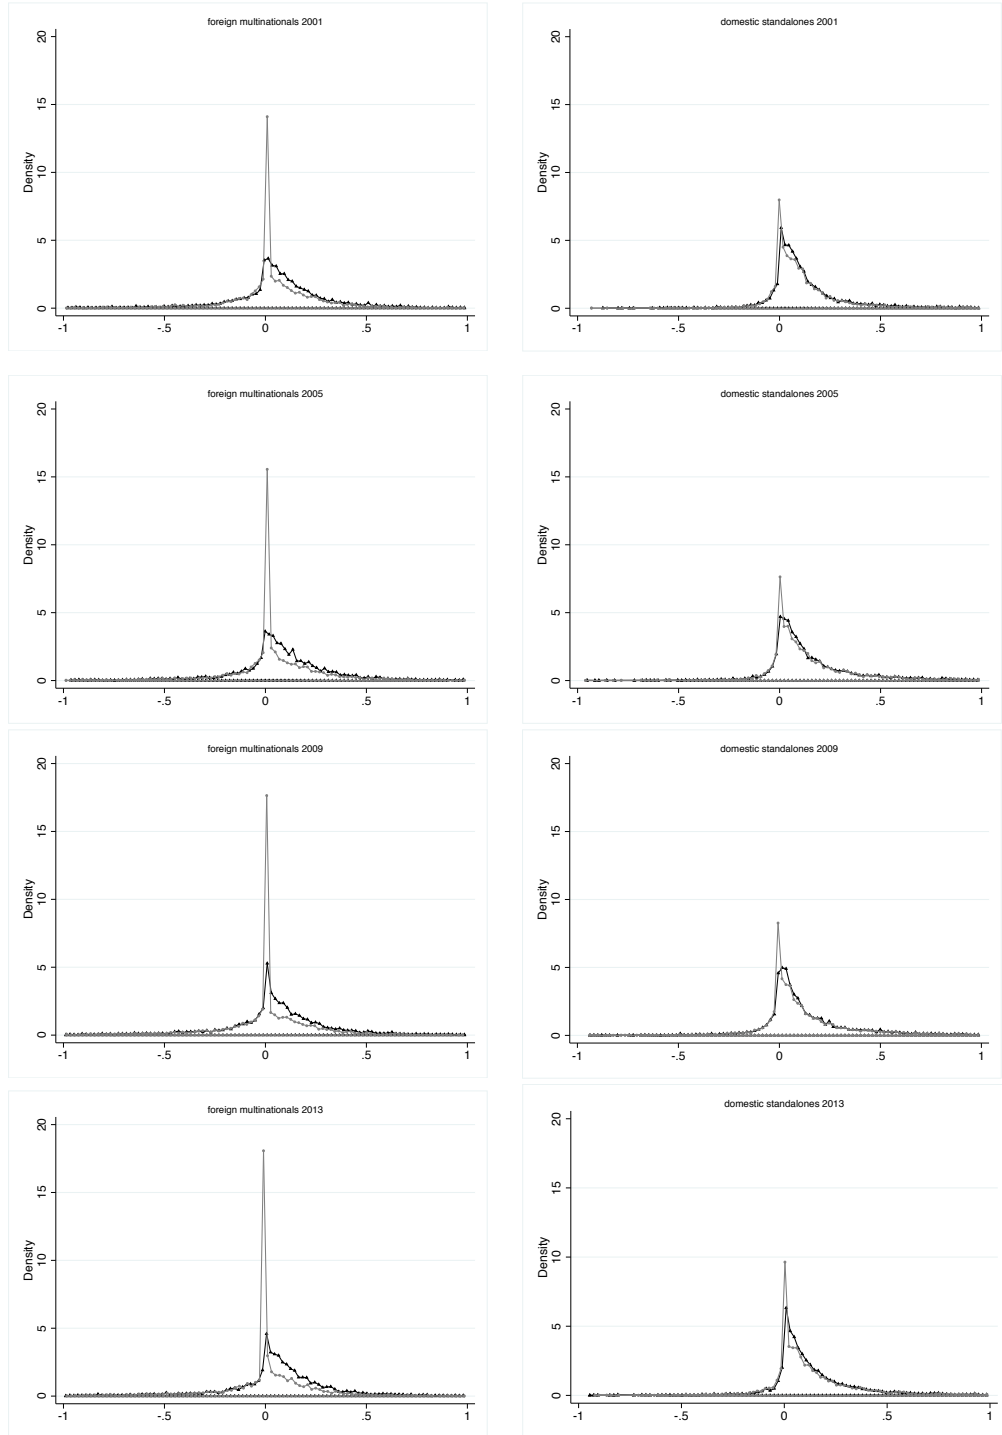 foreign multinationals 2001
Density
20
15
10
5
0
-1 -.5 0 .5 1
domestic standalones 2001
Density
20
15
10
5
0
-1 -.5 0 .5 1
foreign multinationals 2005
Density
20
15
10
5
0
-1 -.5 0 .5 1
domestic standalones 2005
Density
20
15
10
5
0
-1 -.5 0 .5 1
foreign multinationals 2009
Density
20
15
10
5
0
-1 -.5 0 .5 1
domestic standalones 2009
Density
20
15
10
5
0
-1 -.5 0 .5 1
foreign multinationals 2013
Density
20
15
10
5
0
-1 -.5 0 .5 1
domestic standalones 2013
Density
20
15
10
5
0
-1 -.5 0 .5 1